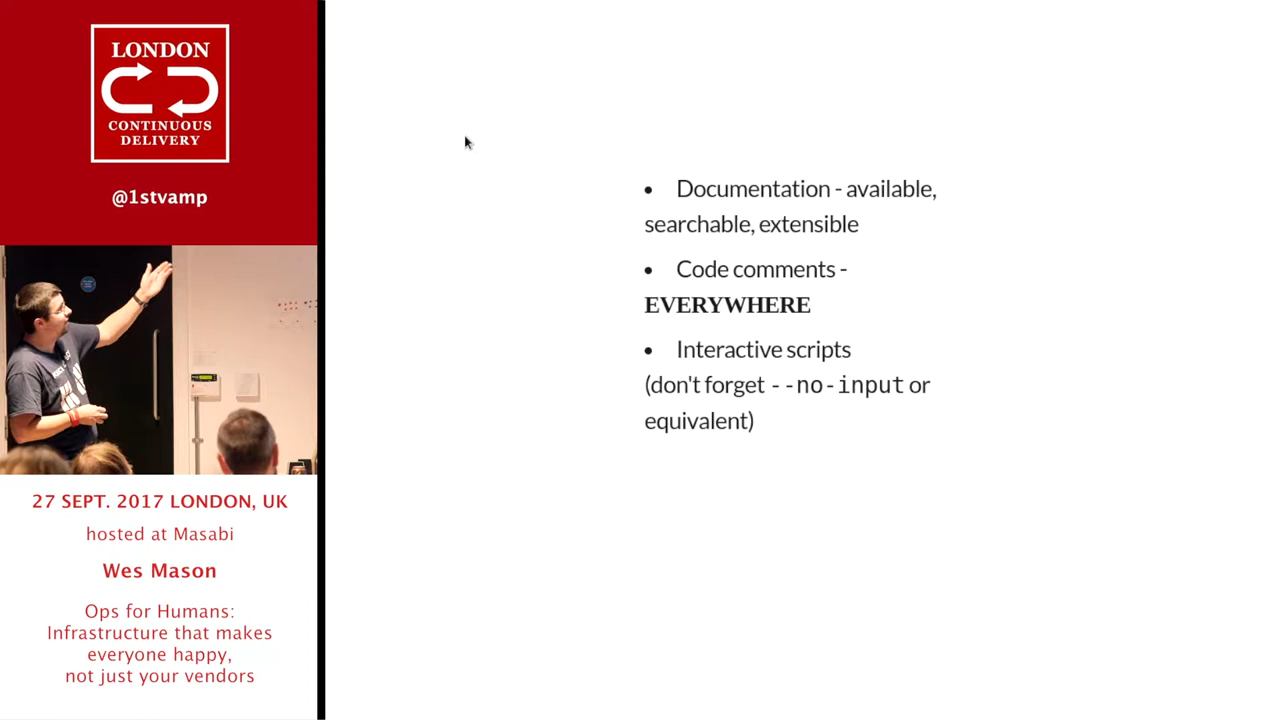 LONDON
CONTINUOUS
DELIVERY
@1stvamp
27 SEPT. 2017 LONDON, UK
hosted at Masabi
Wes Mason
Ops for Humans:
Infrastructure that makes
everyone happy,
not just your vendors
• Documentation - available,
searchable, extensible
• Code comments -
EVERYWHERE
• Interactive scripts
(don't forget --no-input or
equivalent)